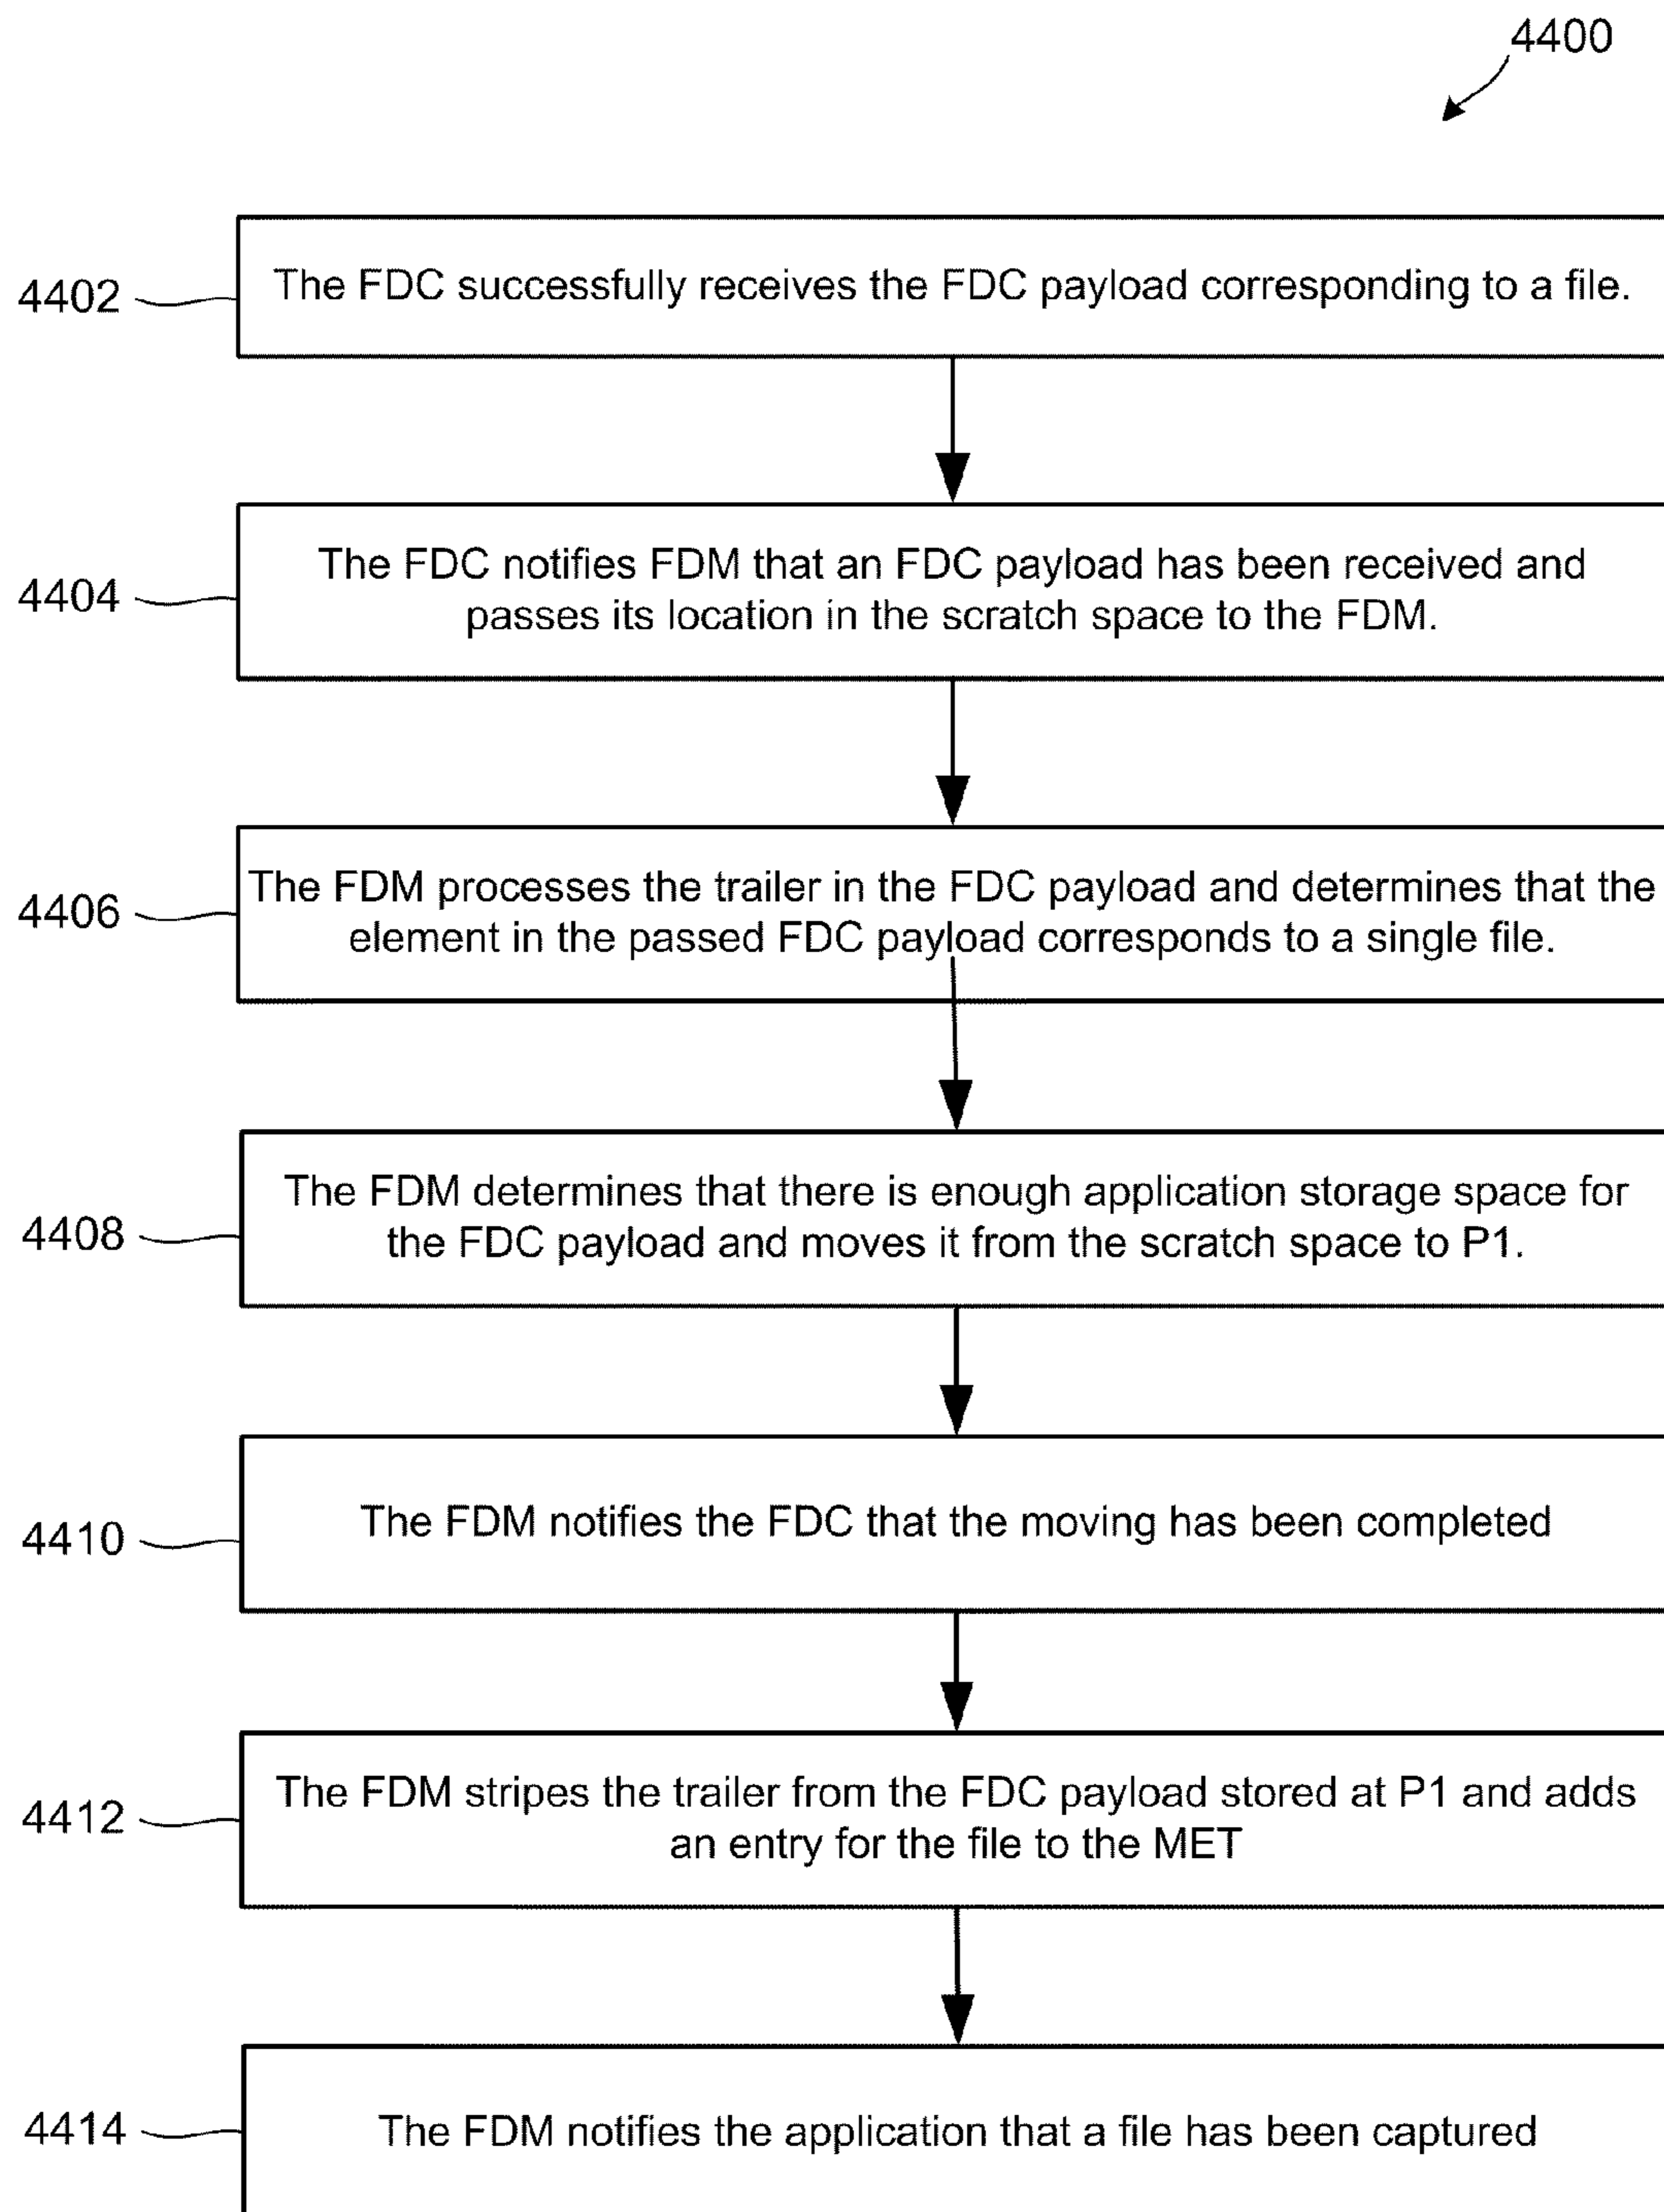 4400
4402
The FDC successfully receives the FDC payload corresponding to a file.
4404
The FDC notifies FDM that an FDC payload has been received and
passes its location in the scratch space to the FDM.
4406
The FDM processes the trailer in the FDC payload and determines that the
element in the passed FDC payload corresponds to a single file.
4408
The FDM determines that there is enough application storage space for
the FDC payload and moves it from the scratch space to P1.
4410
The FDM notifies the FDC that the moving has been completed
4412
The FDM stripes the trailer from the FDC payload stored at P1 and adds
an entry for the file to the MET
4414
The FDM notifies the application that a file has been captured